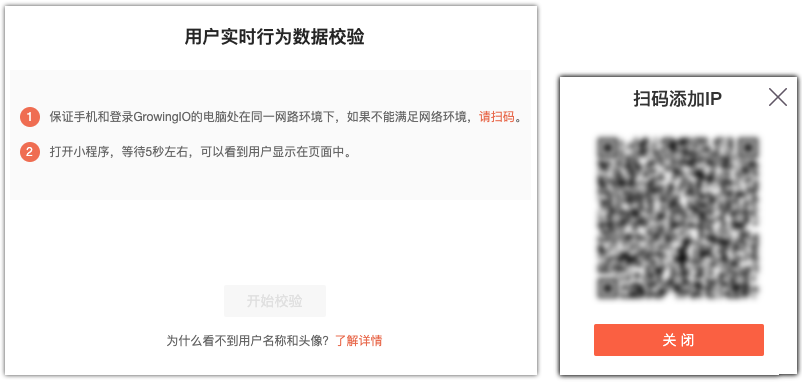 用户实时行为数据校验
1 保证手机和登录GrowingIO的电脑处在同一网路环境下，如果不能满足网络环境，请扫码。
2 打开小程序，等待5秒左右，可以看到用户显示在页面中。
开始校验
为什么看不到用户名称和头像？了解详情
扫码添加IP
关闭